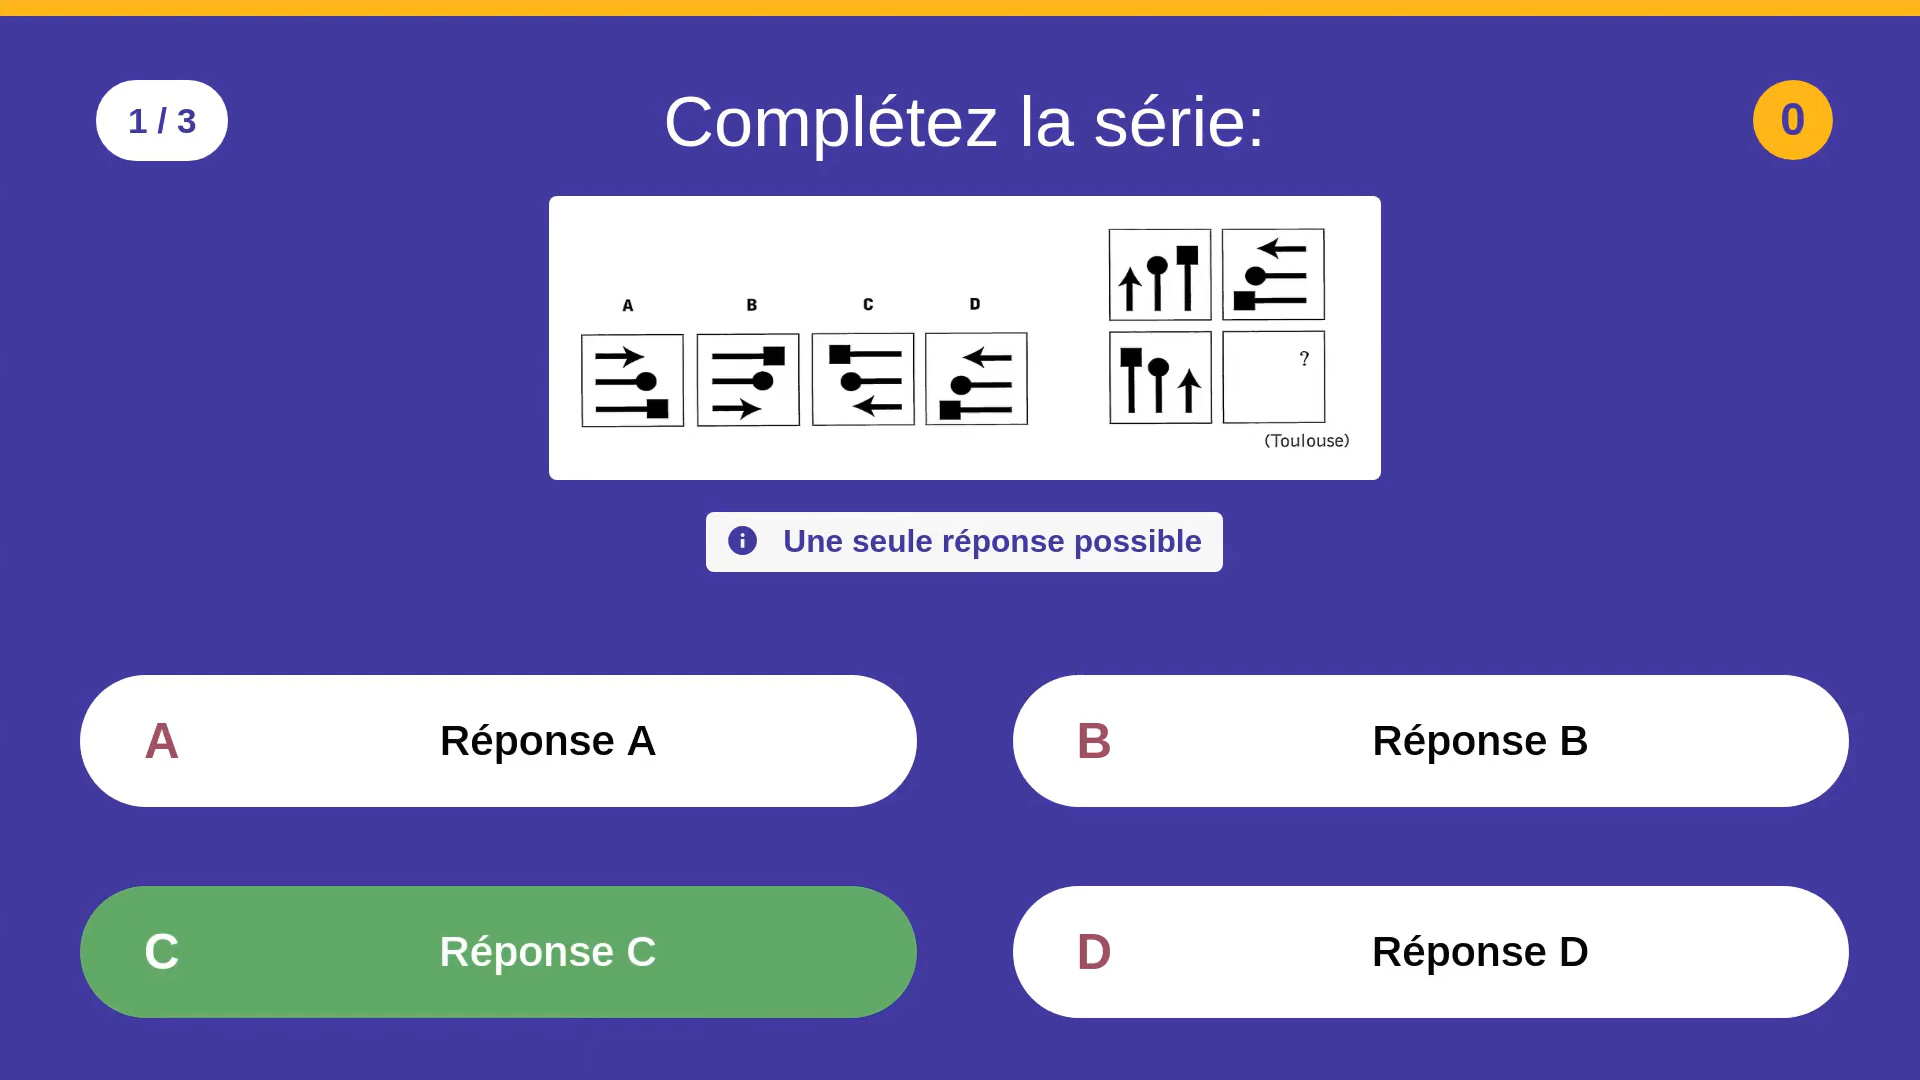 1 / 3
Complétez la série:
0
A B C D
?
(Toulouse)
Une seule réponse possible
A Réponse A
B Réponse B
C Réponse C
D Réponse D